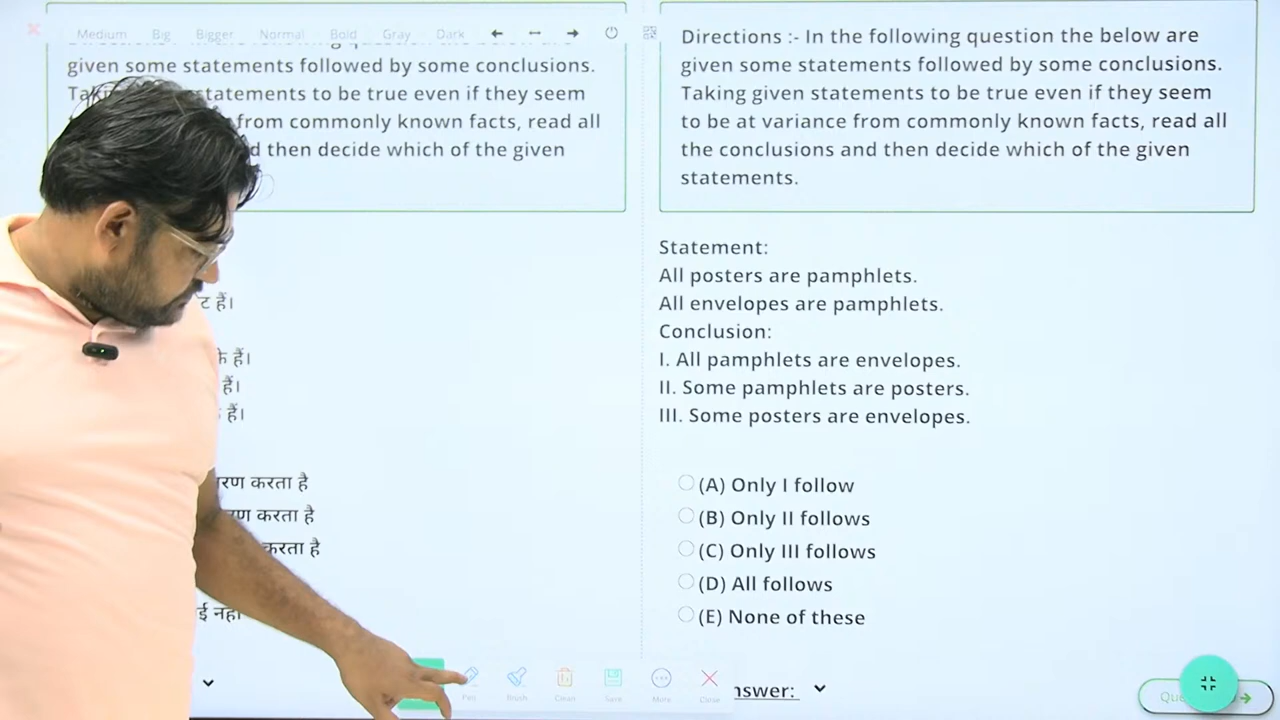 Medium Big Bigger Normal Bold Gray Dark
given some statements followed by some conclusions.
statements to be true even if they seem
from commonly known facts, read all
then decide which of the given
हैं।
हैं।
हैं।
हैं।
करता है
करता है
करता है
Pen Brush Clean Save More Close
Directions :- In the following question the below are
given some statements followed by some conclusions.
Taking given statements to be true even if they seem
to be at variance from commonly known facts, read all
the conclusions and then decide which of the given
statements.
Statement:
All posters are pamphlets.
All envelopes are pamphlets.
Conclusion:
I. All pamphlets are envelopes.
II. Some pamphlets are posters.
III. Some posters are envelopes.
(A) Only I follow
(B) Only II follows
(C) Only III follows
(D) All follows
(E) None of these